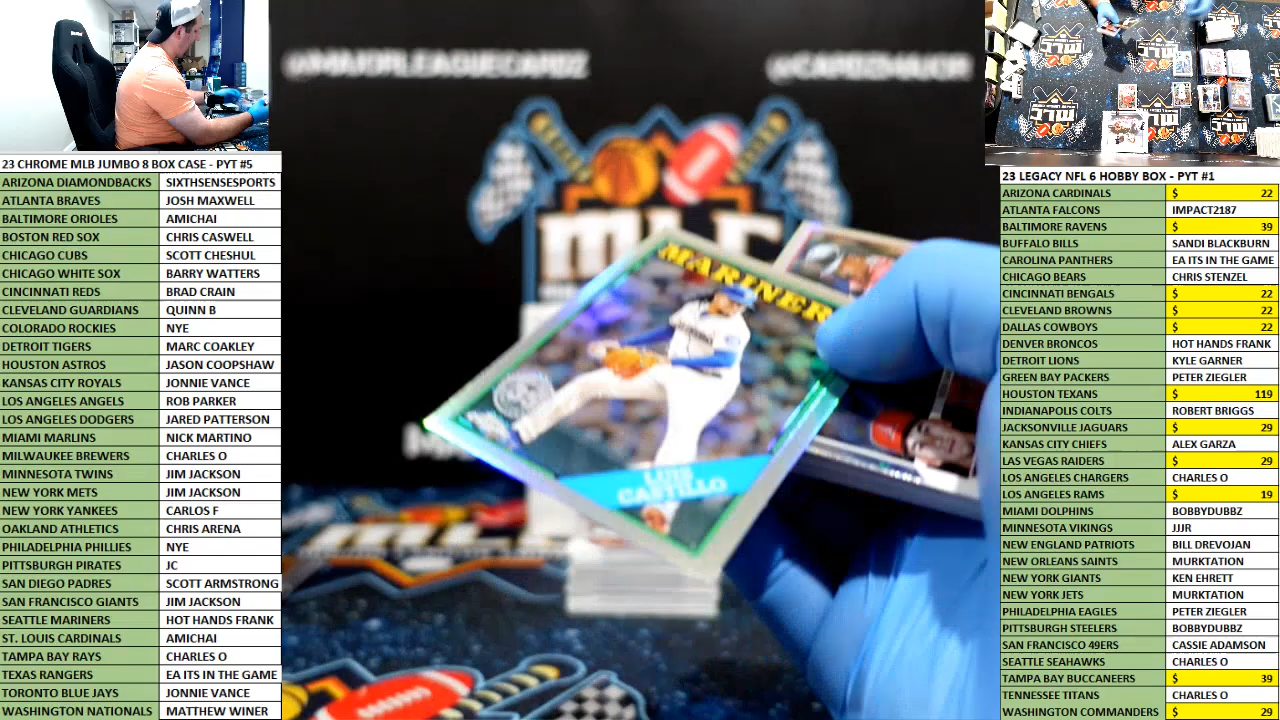 23 CHROME MLB JUMBO 8 BOX CASE - PYT #5
ARIZONA DIAMONDBACKS SIXTHSENSESPORTS
ATLANTA BRAVES JOSH MAXWELL
BALTIMORE ORIOLES AMICHAI
BOSTON RED SOX CHRIS CASWELL
CHICAGO CUBS SCOTT CHESHUL
CHICAGO WHITE SOX BARRY WATTERS
CINCINNATI REDS BRAD CRAIN
CLEVELAND GUARDIANS QUINN B
COLORADO ROCKIES NYE
DETROIT TIGERS MARC COAKLEY
HOUSTON ASTROS JASON COOPSHAW
KANSAS CITY ROYALS JONNIE VANCE
LOS ANGELES ANGELS ROB PARKER
LOS ANGELES DODGERS JARED PATTERSON
MIAMI MARLINS NICK MARTINO
MILWAUKEE BREWERS CHARLES O
MINNESOTA TWINS JIM JACKSON
NEW YORK METS JIM JACKSON
NEW YORK YANKEES CARLOS F
OAKLAND ATHLETICS CHRIS ARENA
PHILADELPHIA PHILLIES NYE
PITTSBURGH PIRATES JC
SAN DIEGO PADRES SCOTT ARMSTRONG
SAN FRANCISCO GIANTS JIM JACKSON
SEATTLE MARINERS HOT HANDS FRANK
ST. LOUIS CARDINALS AMICHAI
TAMPA BAY RAYS CHARLES O
TEXAS RANGERS EA ITS IN THE GAME
TORONTO BLUE JAYS JONNIE VANCE
WASHINGTON NATIONALS MATTHEW WINER
MLC
MARINER
LUIS
CASTILLO
23 LEGACY NFL 6 HOBBY BOX - PYT #1
ARIZONA CARDINALS $ 22
ATLANTA FALCONS IMPACT2187
BALTIMORE RAVENS $ 39
BUFFALO BILLS SANDI BLACKBURN
CAROLINA PANTHERS EA ITS IN THE GAME
CHICAGO BEARS CHRIS STENZEL
CINCINNATI BENGALS $ 22
CLEVELAND BROWNS $ 22
DALLAS COWBOYS $ 22
DENVER BRONCOS HOT HANDS FRANK
DETROIT LIONS KYLE GARNER
GREEN BAY PACKERS PETER ZIEGLER
HOUSTON TEXANS $ 119
INDIANAPOLIS COLTS ROBERT BRIGGS
JACKSONVILLE JAGUARS $ 29
KANSAS CITY CHIEFS ALEX GARZA
LAS VEGAS RAIDERS $ 29
LOS ANGELES CHARGERS CHARLES O
LOS ANGELES RAMS $ 19
MIAMI DOLPHINS BOBBYDUBBZ
MINNESOTA VIKINGS JJJR
NEW ENGLAND PATRIOTS BILL DREVOJAN
NEW ORLEANS SAINTS MURKTATION
NEW YORK GIANTS KEN EHRETT
NEW YORK JETS MURKTATION
PHILADELPHIA EAGLES PETER ZIEGLER
PITTSBURGH STEELERS BOBBYDUBBZ
SAN FRANCISCO 49ERS CASSIE ADAMSON
SEATTLE SEAHAWKS CHARLES O
TAMPA BAY BUCCANEERS $ 39
TENNESSEE TITANS CHARLES O
WASHINGTON COMMANDERS $ 29